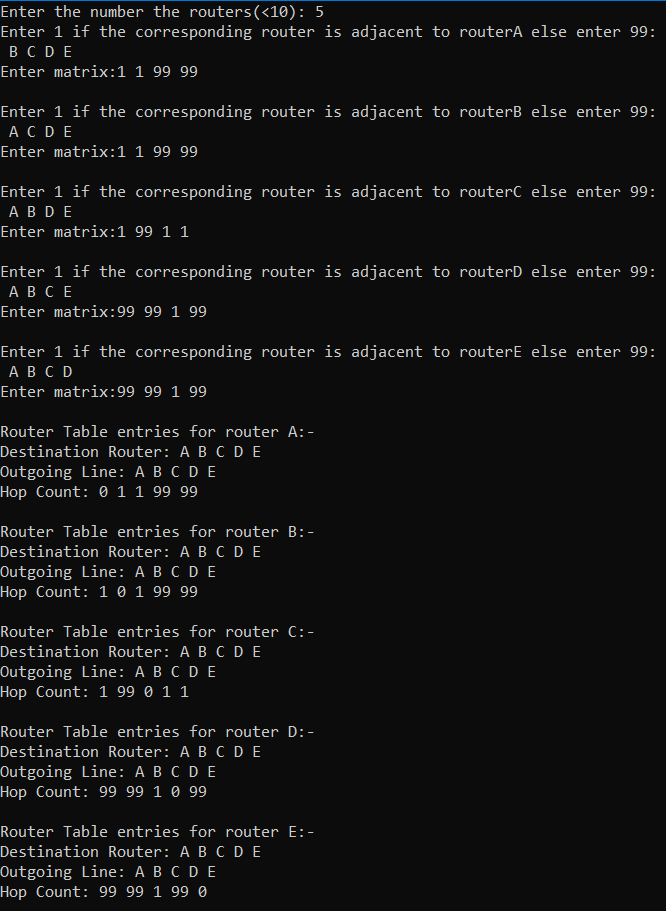 Enter the number the routers(<10): 5
Enter 1 if the corresponding router is adjacent to routerA else enter 99:
 B C D E
Enter matrix:1 1 99 99

Enter 1 if the corresponding router is adjacent to routerB else enter 99:
 A C D E
Enter matrix:1 1 99 99

Enter 1 if the corresponding router is adjacent to routerC else enter 99:
 A B D E
Enter matrix:1 99 1 1

Enter 1 if the corresponding router is adjacent to routerD else enter 99:
 A B C E
Enter matrix:99 99 1 99

Enter 1 if the corresponding router is adjacent to routerE else enter 99:
 A B C D
Enter matrix:99 99 1 99

Router Table entries for router A:-
Destination Router: A B C D E
Outgoing Line: A B C D E
Hop Count: 0 1 1 99 99

Router Table entries for router B:-
Destination Router: A B C D E
Outgoing Line: A B C D E
Hop Count: 1 0 1 99 99

Router Table entries for router C:-
Destination Router: A B C D E
Outgoing Line: A B C D E
Hop Count: 1 99 0 1 1

Router Table entries for router D:-
Destination Router: A B C D E
Outgoing Line: A B C D E
Hop Count: 99 99 1 0 99

Router Table entries for router E:-
Destination Router: A B C D E
Outgoing Line: A B C D E
Hop Count: 99 99 1 99 0